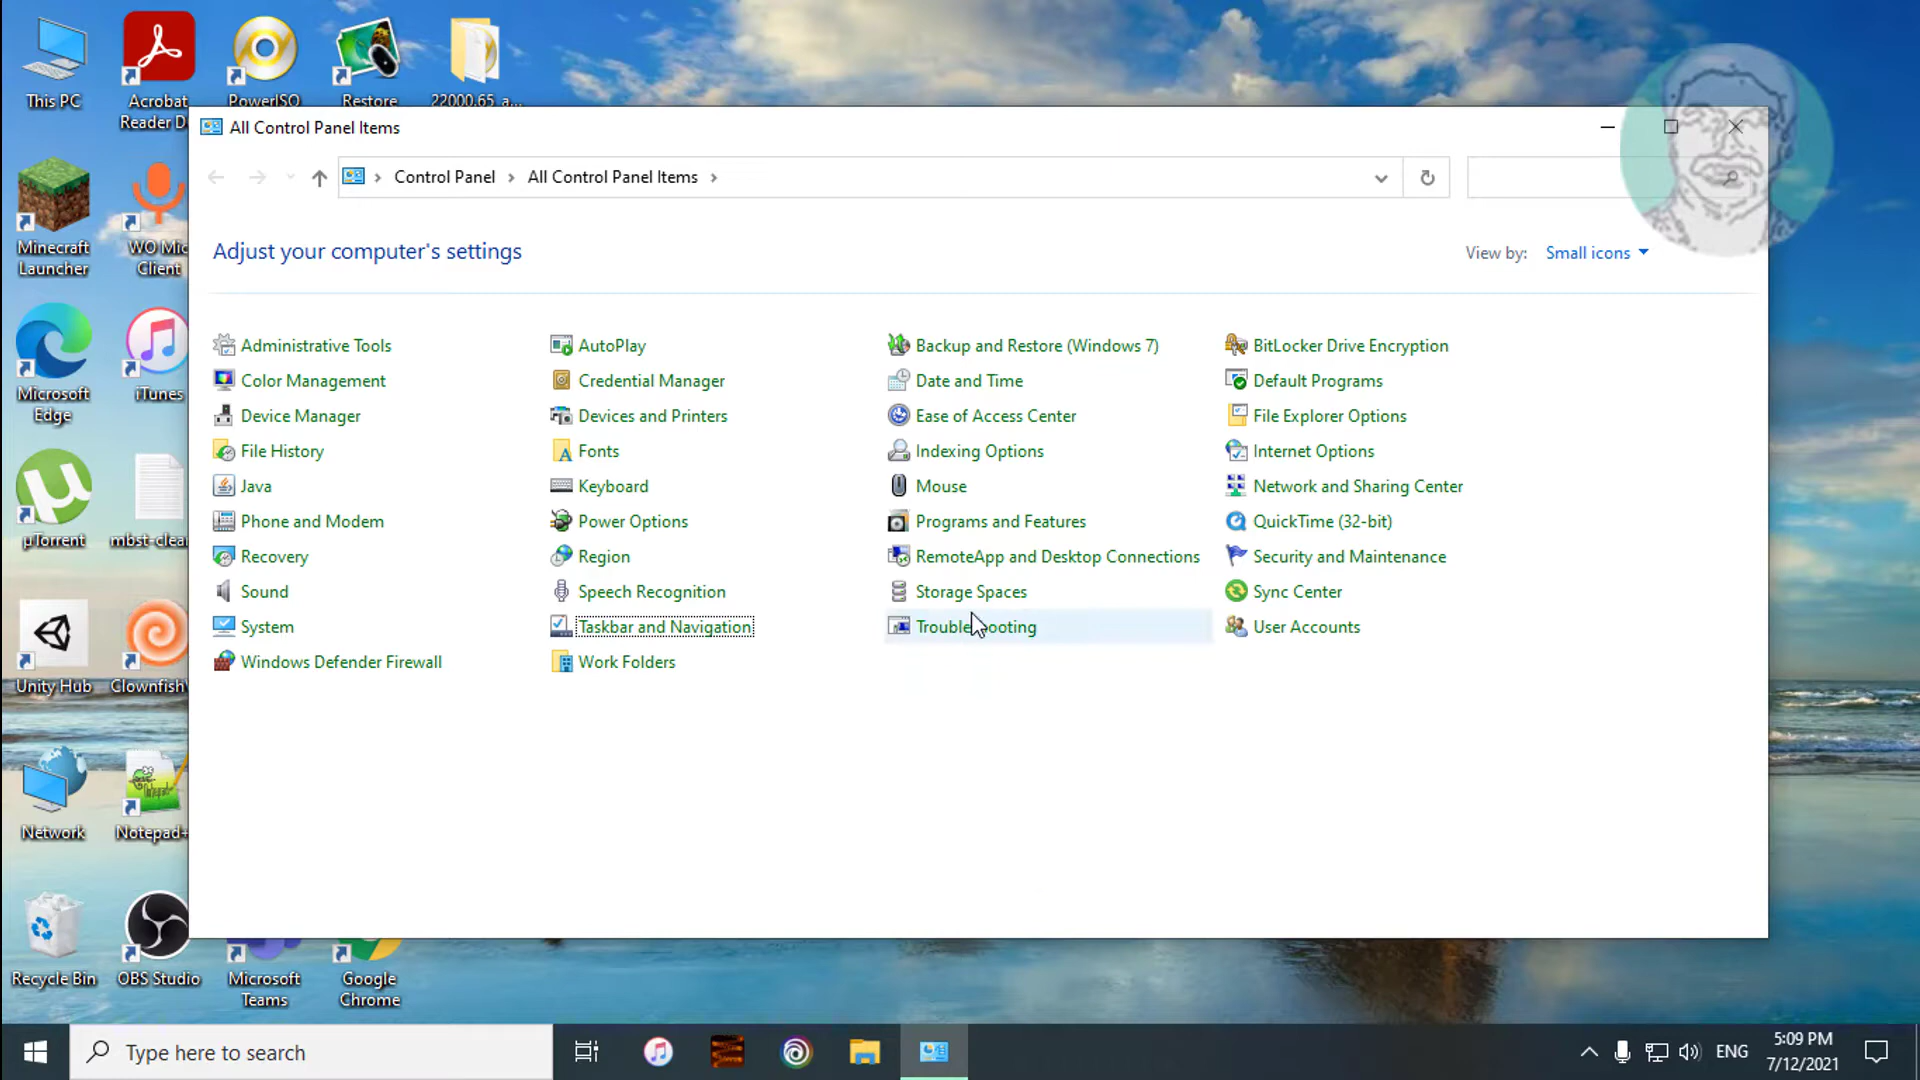 This PC
Acrobat
Reader D
PowerISO
Restore
22000.65_a...
All Control Panel Items
Control Panel
All Control Panel Items
Adjust your computer's settings
View by:
Small icons
Administrative Tools
AutoPlay
Backup and Restore (Windows 7)
BitLocker Drive Encryption
Color Management
Credential Manager
Date and Time
Default Programs
Device Manager
Devices and Printers
Ease of Access Center
File Explorer Options
File History
Fonts
Indexing Options
Internet Options
Java
Keyboard
Mouse
Network and Sharing Center
Phone and Modem
Power Options
Programs and Features
QuickTime (32-bit)
Recovery
Region
RemoteApp and Desktop Connections
Security and Maintenance
Sound
Speech Recognition
Storage Spaces
Sync Center
System
Taskbar and Navigation
Troubleshooting
User Accounts
Windows Defender Firewall
Work Folders
Minecraft
Launcher
WO Mic
Client
Microsoft
Edge
iTunes
µTorrent
mbst-clea
Unity Hub
Clownfish
Network
Notepad+
Recycle Bin
OBS Studio
Microsoft
Teams
Google
Chrome
Type here to search
ENG
5:09 PM
7/12/2021